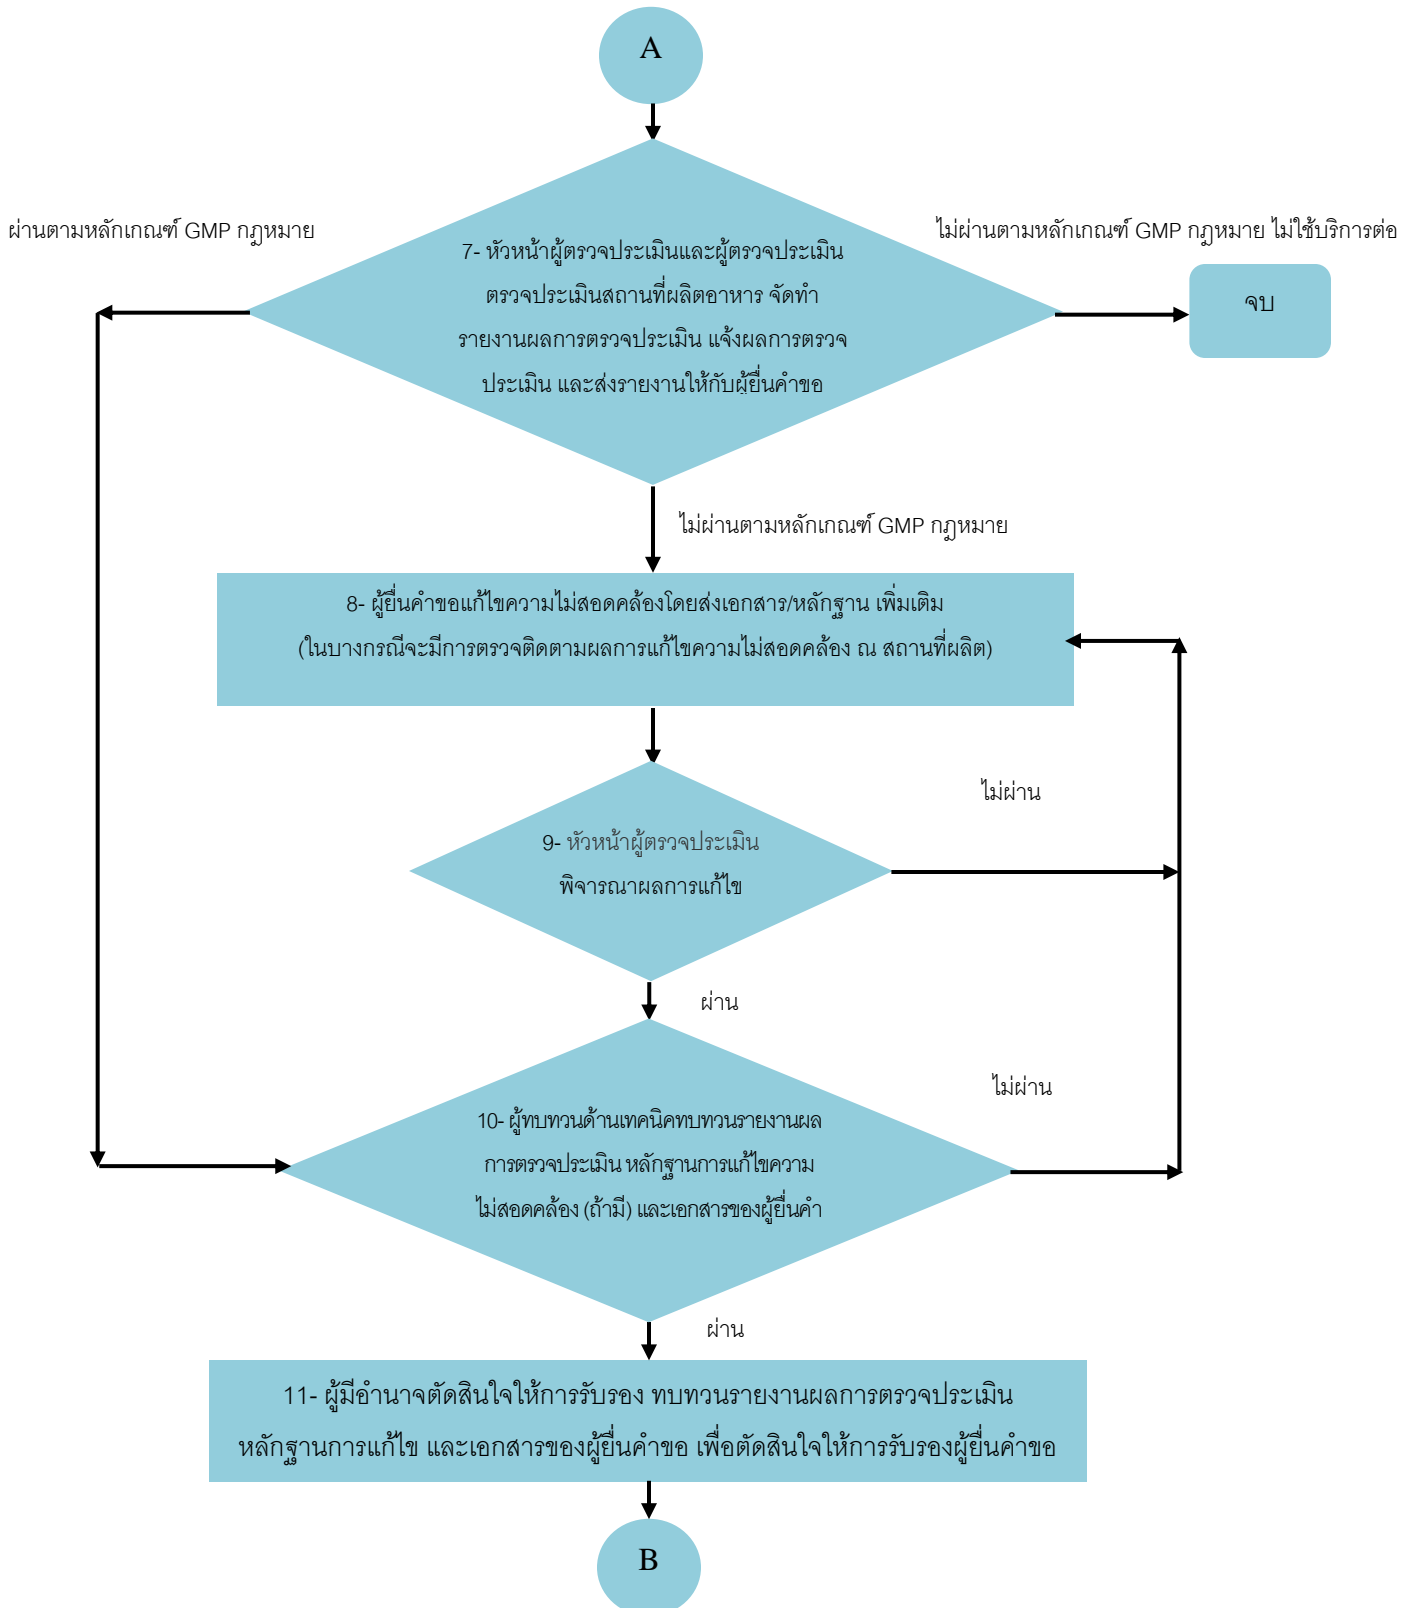 A
ผ่านตามหลักเกณฑ์ GMP กฎหมาย
ไม่ผ่านตามหลักเกณฑ์ GMP กฎหมาย ไม่ใช้บริการต่อ
7- หัวหน้าผู้ตรวจประเมินและผู้ตรวจประเมิน
ตรวจประเมินสถานที่ผลิตอาหาร จัดทำ
รายงานผลการตรวจประเมิน แจ้งผลการตรวจ
ประเมิน และส่งรายงานให้กับผู้ยื่นคำขอ
จบ
ไม่ผ่านตามหลักเกณฑ์ GMP กฎหมาย
8- ผู้ยื่นคำขอแก้ไขความไม่สอดคล้องโดยส่งเอกสาร/หลักฐาน เพิ่มเติม
(ในบางกรณีจะมีการตรวจติดตามผลการแก้ไขความไม่สอดคล้อง ณ สถานที่ผลิต)
ไม่ผ่าน
9- หัวหน้าผู้ตรวจประเมิน
พิจารณาผลการแก้ไข
ผ่าน
ไม่ผ่าน
10- ผู้ทบทวนด้านเทคนิคทบทวนรายงานผล
การตรวจประเมิน หลักฐานการแก้ไขความ
ไม่สอดคล้อง (ถ้ามี) และเอกสารของผู้ยื่นคำ
ผ่าน
11- ผู้มีอำนาจตัดสินใจให้การรับรอง ทบทวนรายงานผลการตรวจประเมิน
หลักฐานการแก้ไข และเอกสารของผู้ยื่นคำขอ เพื่อตัดสินใจให้การรับรองผู้ยื่นคำขอ
B